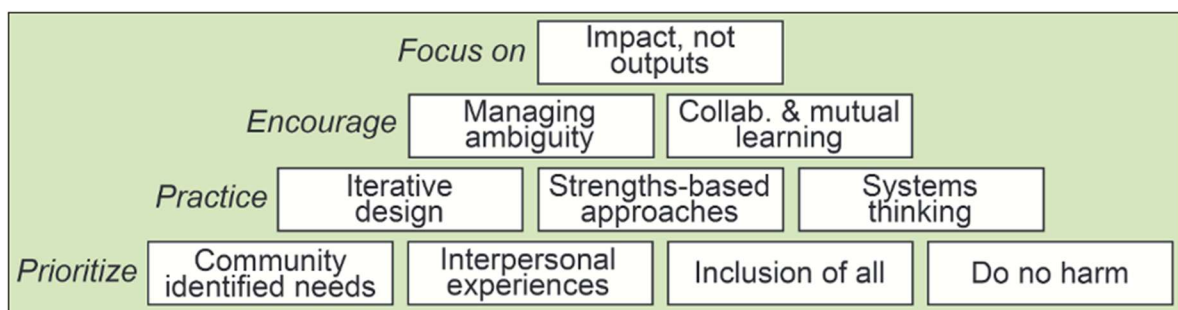 Focus on
Impact, not
outputs
Encourage
Managing
ambiguity
Collab. & mutual
learning
Practice
Iterative
design
Strengths-based
approaches
Systems
thinking
Prioritize
Community
identified needs
Interpersonal
experiences
Inclusion of all
Do no harm